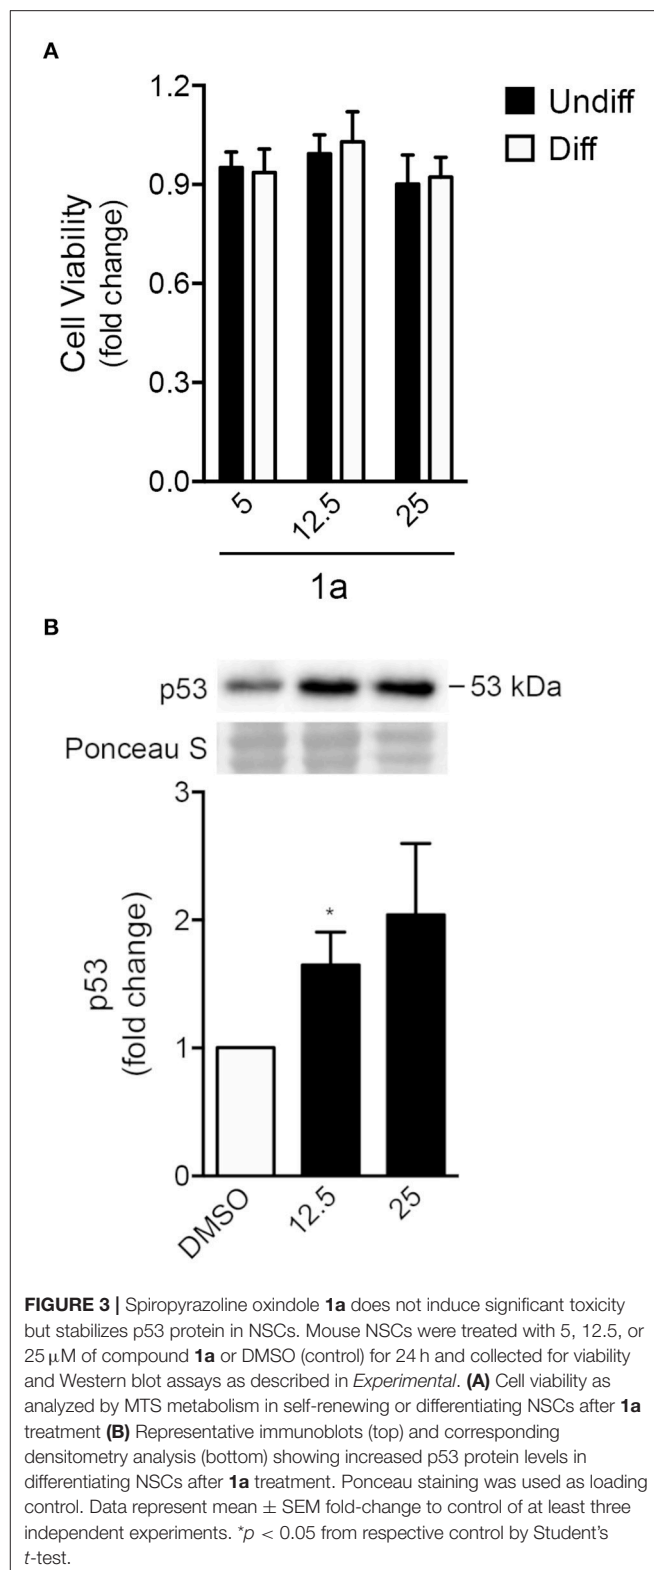 A
1.2
0.9
0.6
0.3
0.0
Cell Viability
(fold change)
Undiff
Diff
5
12.5
25
1a
B
p53
53 kDa
Ponceau S
3
2
1
0
p53
(fold change)
*
DMSO
12.5
25
FIGURE 3 | Spiropyrazoline oxindole 1a does not induce significant toxicity
but stabilizes p53 protein in NSCs. Mouse NSCs were treated with 5, 12.5, or
25 μM of compound 1a or DMSO (control) for 24 h and collected for viability
and Western blot assays as described in Experimental. (A) Cell viability as
analyzed by MTS metabolism in self-renewing or differentiating NSCs after 1a
treatment (B) Representative immunoblots (top) and corresponding
densitometry analysis (bottom) showing increased p53 protein levels in
differentiating NSCs after 1a treatment. Ponceau staining was used as loading
control. Data represent mean ± SEM fold-change to control of at least three
independent experiments. *p < 0.05 from respective control by Student's
t-test.